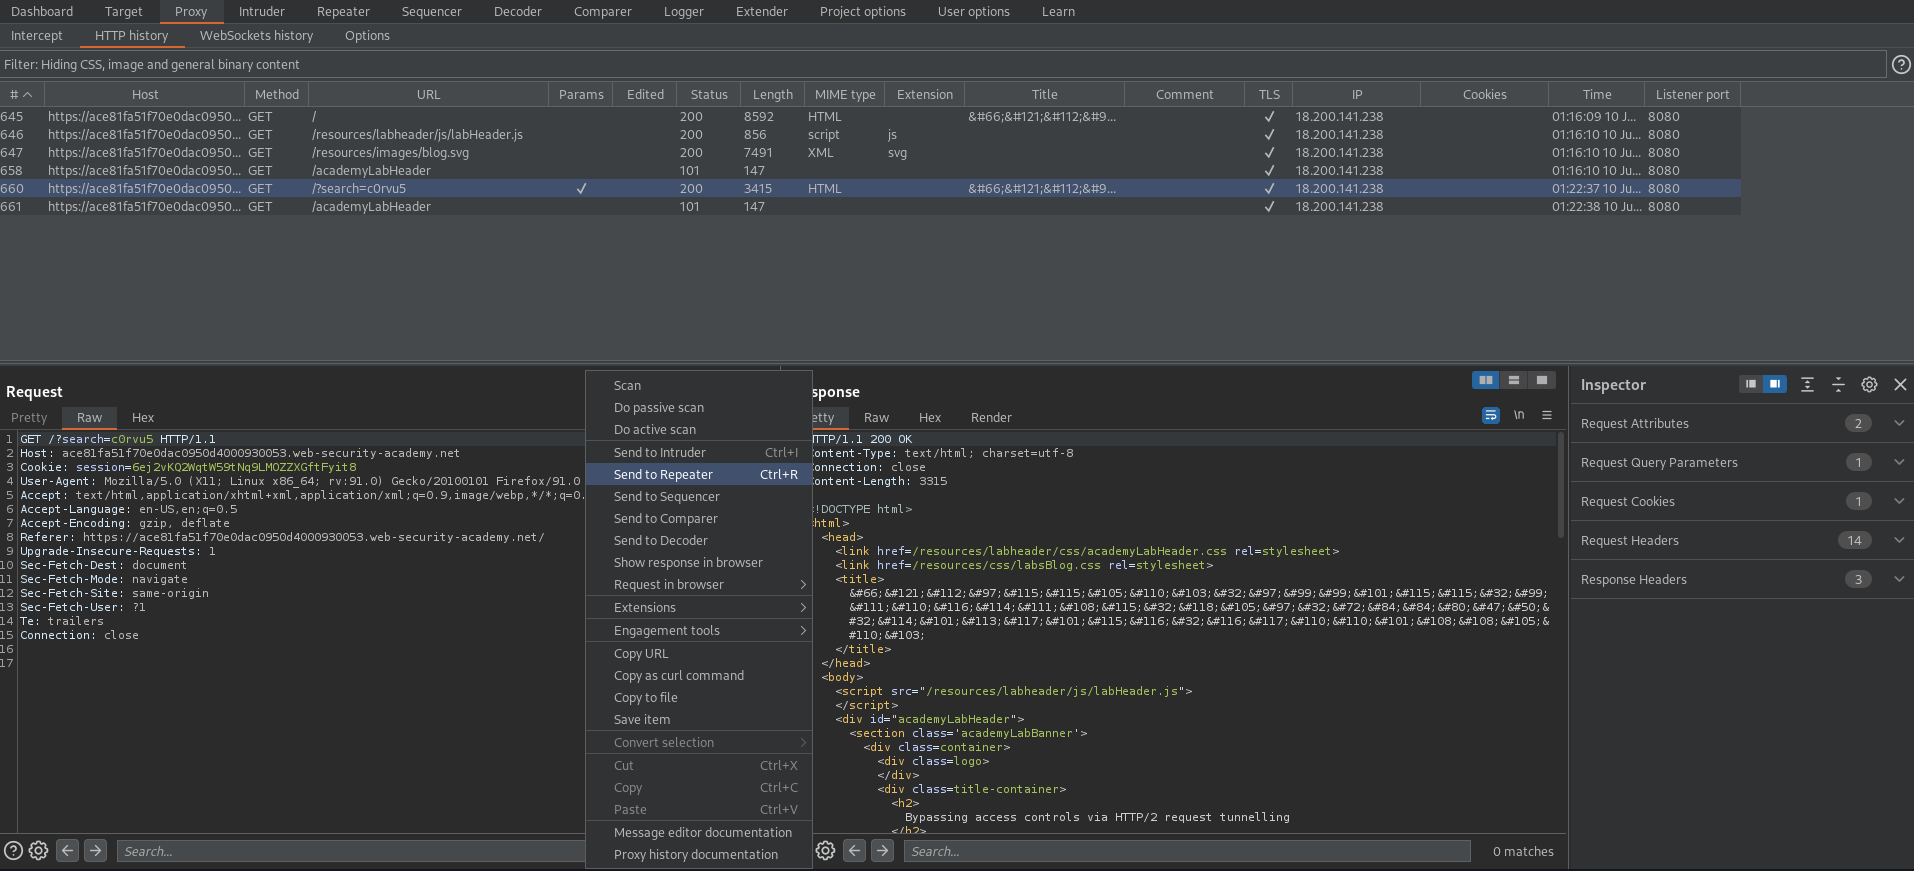 Dashboard Target Proxy Intruder Repeater Sequencer Decoder Comparer Logger Extender Project options User options Learn
Intercept HTTP history WebSockets history Options
Filter: Hiding CSS, image and general binary content
# Host Method URL Params Edited Status Length MIME type Extension Title Comment TLS IP Cookies Time Listener port
645 https://ace81fa51f70e0dac0950... GET / 200 8592 HTML &#66;&#121;&#112;&#9... ✓ 18.200.141.238 01:16:09 10 J... 8080
646 https://ace81fa51f70e0dac0950... GET /resources/labheader/js/labHeader.js 200 856 script js ✓ 18.200.141.238 01:16:10 10 J... 8080
647 https://ace81fa51f70e0dac0950... GET /resources/images/blog.svg 200 7491 XML svg ✓ 18.200.141.238 01:16:10 10 J... 8080
658 https://ace81fa51f70e0dac0950... GET /academyLabHeader 101 147 ✓ 18.200.141.238 01:16:10 10 J... 8080
660 https://ace81fa51f70e0dac0950... GET /?search=c0rvu5 ✓ 200 3415 HTML &#66;&#121;&#112;&#9... ✓ 18.200.141.238 01:22:37 10 Ju... 8080
661 https://ace81fa51f70e0dac0950... GET /academyLabHeader 101 147 ✓ 18.200.141.238 01:22:38 10 Ju... 8080
Request
Pretty Raw Hex
1 GET /?search=c0rvu5 HTTP/1.1
2 Host: ace81fa51f70e0dac0950d4000930053.web-security-academy.net
3 Cookie: session=6ej2vKQ2WqtW59tNq9LMOZZXGftFyit8
4 User-Agent: Mozilla/5.0 (X11; Linux x86_64; rv:91.0) Gecko/20100101 Firefox/91.0
5 Accept: text/html,application/xhtml+xml,application/xml;q=0.9,image/webp,*/*;q=0.
6 Accept-Language: en-US,en;q=0.5
7 Accept-Encoding: gzip, deflate
8 Referer: https://ace81fa51f70e0dac0950d4000930053.web-security-academy.net/
9 Upgrade-Insecure-Requests: 1
10 Sec-Fetch-Dest: document
11 Sec-Fetch-Mode: navigate
12 Sec-Fetch-Site: same-origin
13 Sec-Fetch-User: ?1
14 Te: trailers
15 Connection: close
16
17
Search...
Scan
Do passive scan
Do active scan
Send to Intruder Ctrl+I
Send to Repeater Ctrl+R
Send to Sequencer
Send to Comparer
Send to Decoder
Show response in browser
Request in browser
Extensions
Engagement tools
Copy URL
Copy as curl command
Copy to file
Save item
Convert selection
Cut Ctrl+X
Copy Ctrl+C
Paste Ctrl+V
Message editor documentation
Proxy history documentation
sponse
etty Raw Hex Render
\n
TTP/1.1 200 OK
ontent-Type: text/html; charset=utf-8
onnection: close
ontent-Length: 3315
!DOCTYPE html>
html>
<head>
<link href=/resources/labheader/css/academyLabHeader.css rel=stylesheet>
<link href=/resources/css/labsBlog.css rel=stylesheet>
<title>
&#66;&#121;&#112;&#97;&#115;&#115;&#105;&#110;&#103;&#32;&#97;&#99;&#99;&#101;&#115;&#115;&#32;&#99;
&#111;&#110;&#116;&#114;&#111;&#108;&#115;&#32;&#118;&#105;&#97;&#32;&#72;&#84;&#84;&#80;&#47;&#50;&
#32;&#114;&#101;&#113;&#117;&#101;&#115;&#116;&#32;&#116;&#117;&#110;&#110;&#101;&#108;&#108;&#105;&
#110;&#103;
</title>
</head>
<body>
<script src="/resources/labheader/js/labHeader.js">
</script>
<div id="academyLabHeader">
<section class='academyLabBanner'>
<div class=container>
<div class=logo>
</div>
<div class=title-container>
<h2>
Bypassing access controls via HTTP/2 request tunnelling
</h2>
Search... 0 matches
Inspector
Request Attributes 2
Request Query Parameters 1
Request Cookies 1
Request Headers 14
Response Headers 3